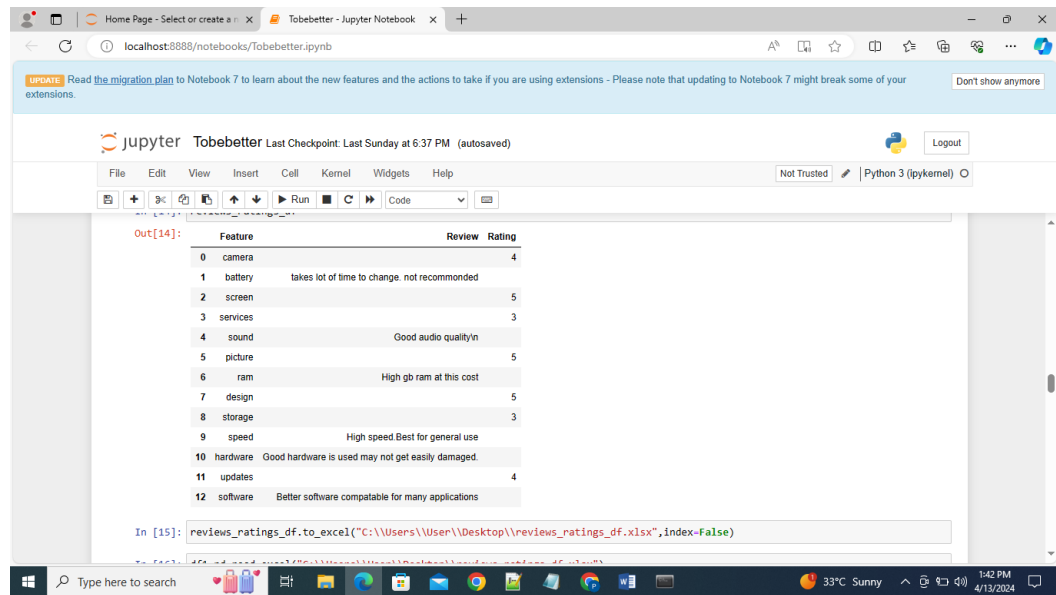 Home Page - Select or create a n
Tobebetter - Jupyter Notebook
localhost:8888/notebooks/Tobebetter.ipynb
UPDATE Read the migration plan to Notebook 7 to learn about the new features and the actions to take if you are using extensions - Please note that updating to Notebook 7 might break some of your
extensions.
Don't show anymore
jupyter Tobebetter Last Checkpoint: Last Sunday at 6:37 PM (autosaved)
Logout
File Edit View Insert Cell Kernel Widgets Help
Not Trusted Python 3 (ipykernel)
Run Code
Out[14]:
Feature Review Rating
0 camera 4
1 battery takes lot of time to change. not recommonded
2 screen 5
3 services 3
4 sound Good audio quality\n
5 picture 5
6 ram High gb ram at this cost
7 design 5
8 storage 3
9 speed High speed.Best for general use
10 hardware Good hardware is used may not get easily damaged.
11 updates 4
12 software Better software compatable for many applications
In [15]: reviews_ratings_df.to_excel("C:\\Users\\User\\Desktop\\reviews_ratings_df.xlsx",index=False)
Type here to search
33°C Sunny
1:42 PM
4/13/2024